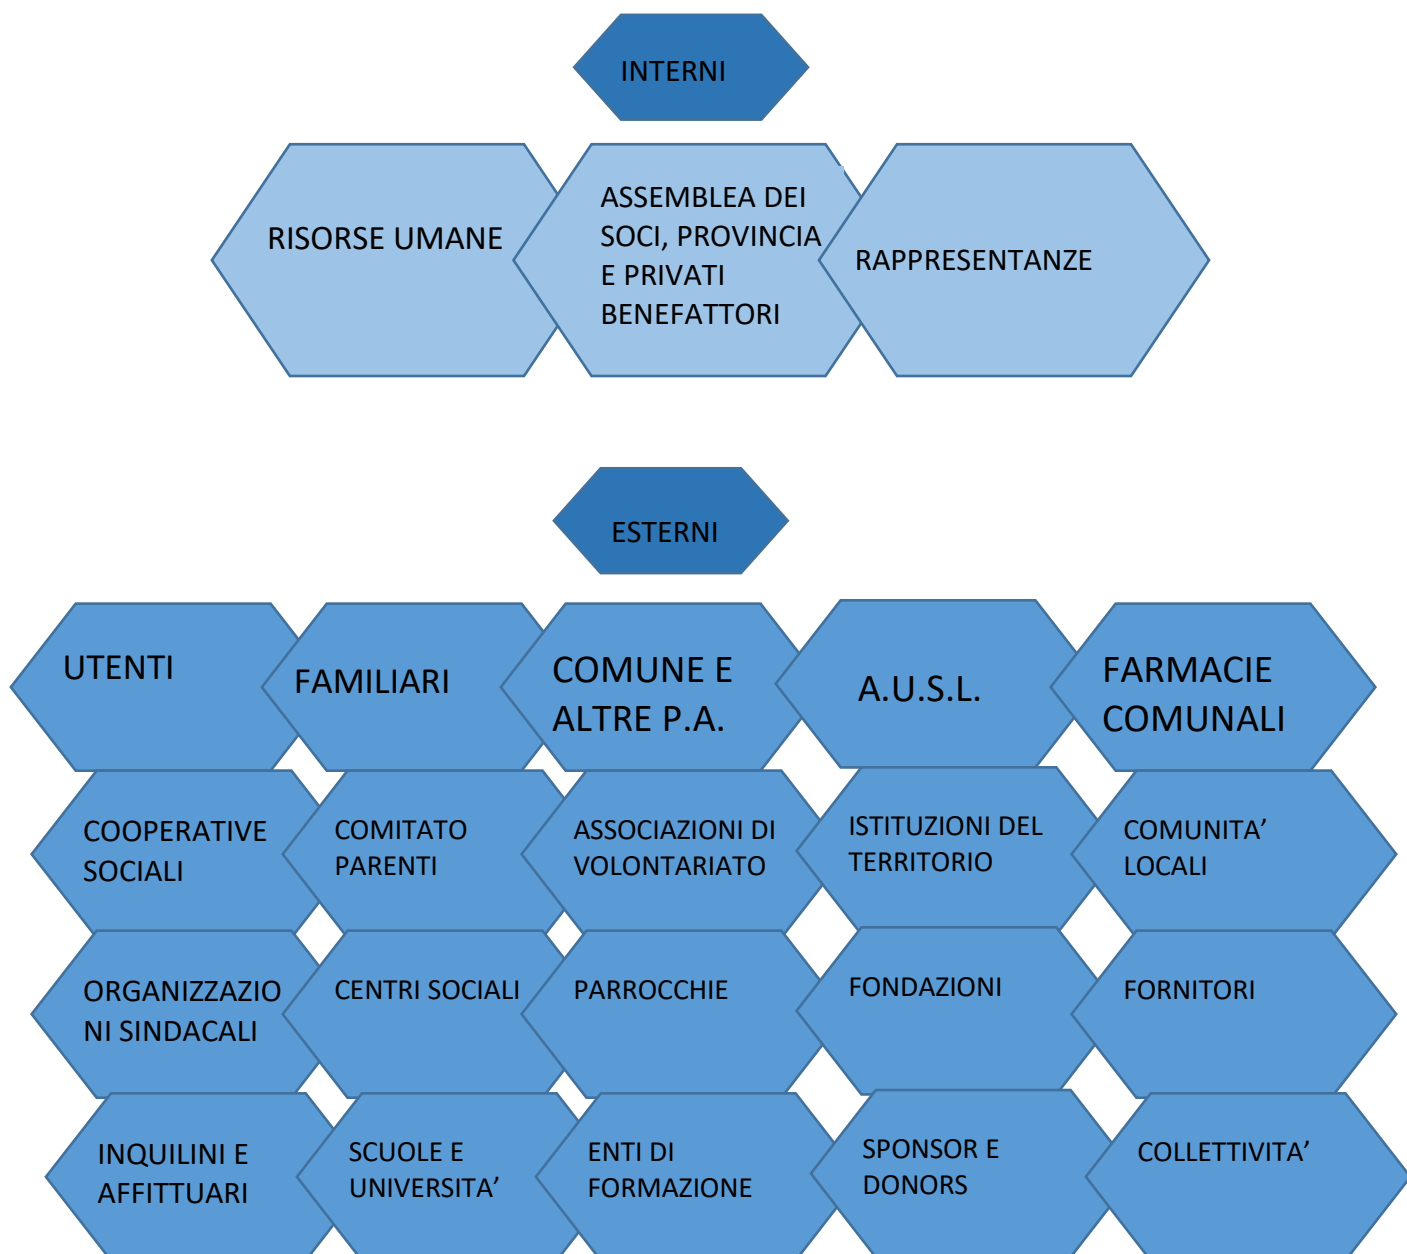 INTERNI
RISORSE UMANE
ASSEMBLEA DEI
SOCI, PROVINCIA
E PRIVATI
BENEFATTORI
RAPPRESENTANZE
ESTERNI
UTENTI
FAMILIARI
COMUNE E
ALTRE P.A.
A.U.S.L.
FARMACIE
COMUNALI
COOPERATIVE
SOCIALI
COMITATO
PARENTI
ASSOCIAZIONI DI
VOLONTARIATO
ISTITUZIONI DEL
TERRITORIO
COMUNITA’
LOCALI
ORGANIZZAZIO
NI SINDACALI
CENTRI SOCIALI
PARROCCHIE
FONDAZIONI
FORNITORI
INQUILINI E
AFFITTUARI
SCUOLE E
UNIVERSITA’
ENTI DI
FORMAZIONE
SPONSOR E
DONORS
COLLETTIVITA’